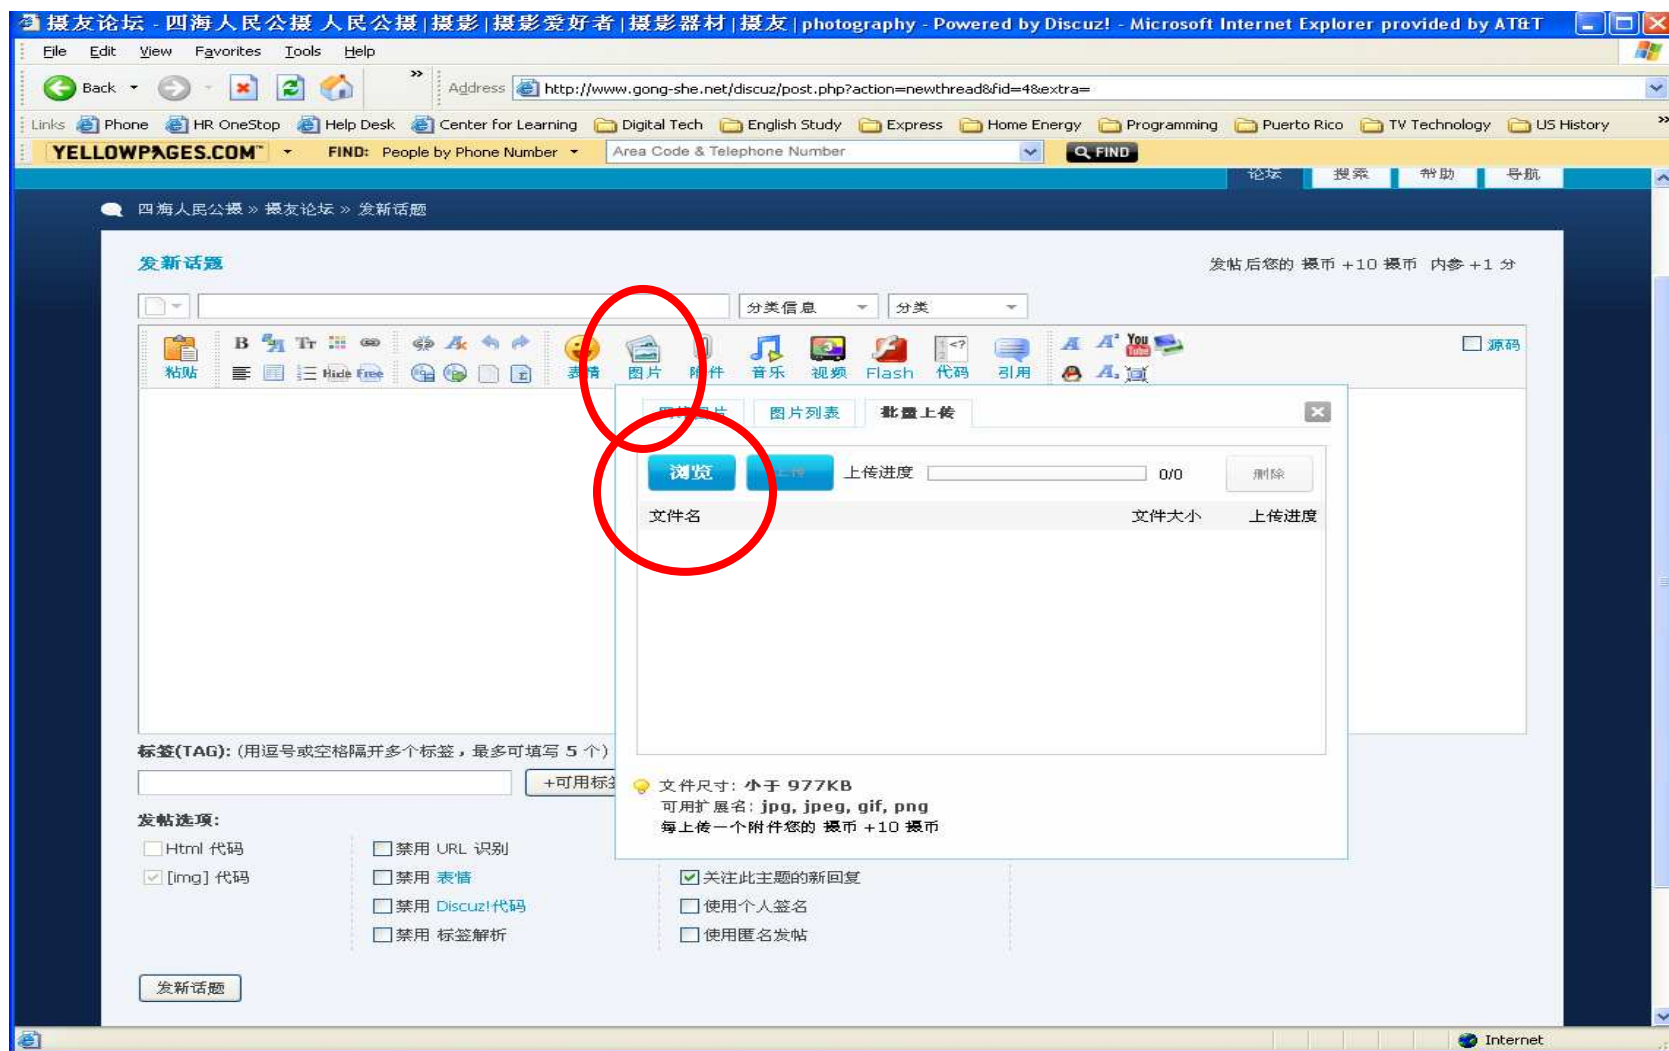 摄友论坛 - 四海人民公摄 人民公摄|摄影|摄影爱好者|摄影器材|摄友|photography - Powered by Discuz! - Microsoft Internet Explorer provided by AT&T
File Edit View Favorites Tools Help
Back Address http://www.gong-she.net/discuz/post.php?action=newthread&fid=4&extra=
Links Phone HR OneStop Help Desk Center for Learning Digital Tech English Study Express Home Energy Programming Puerto Rico TV Technology US History
YELLOWPAGES.COM FIND: People by Phone Number Area Code & Telephone Number FIND
论坛 搜索 帮助 导航
四海人民公摄 » 摄友论坛 » 发新话题
发新话题 发帖后您的 摄币 +10 摄币 内参 +1 分
分类信息 分类
B Tr You Tube 源码
粘贴 Hide Free 表情 图片 附件 音乐 视频 Flash 代码 引用
图片列表 批量上传
浏览 上传 上传进度 0/0 删除
文件名 文件大小 上传进度
标签(TAG): (用逗号或空格隔开多个标签，最多可填写 5 个)
+可用标
文件尺寸: 小于 977KB
可用扩展名: jpg, jpeg, gif, png
每上传一个附件您的 摄币 +10 摄币
发帖选项:
Html 代码 禁用 URL 识别
[img] 代码 禁用 表情 关注此主题的新回复
禁用 Discuz!代码 使用个人签名
禁用 标签解析 使用匿名发帖
发新话题
Internet